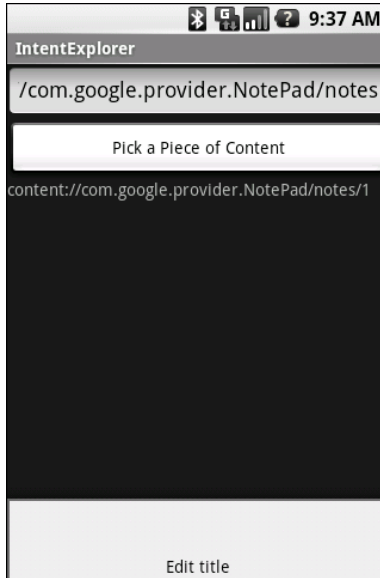 9:37 AM
IntentExplorer
/com.google.provider.NotePad/notes
Pick a Piece of Content
content://com.google.provider.NotePad/notes/1
Edit title